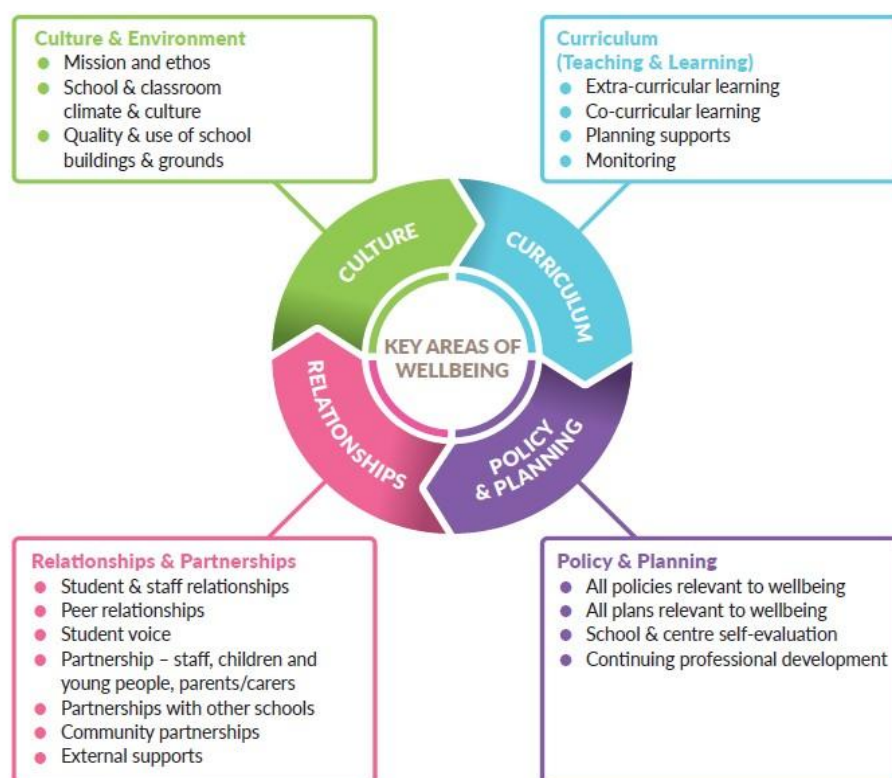 Culture & Environment
● Mission and ethos
● School & classroom
climate & culture
● Quality & use of school
buildings & grounds
Curriculum
(Teaching & Learning)
● Extra-curricular learning
● Co-curricular learning
● Planning supports
● Monitoring
CULTURE
CURRICULUM
KEY AREAS OF
WELLBEING
RELATIONSHIPS
POLICY
& PLANNING
Relationships & Partnerships
● Student & staff relationships
● Peer relationships
● Student voice
● Partnership – staff, children and
young people, parents/carers
● Partnerships with other schools
● Community partnerships
● External supports
Policy & Planning
● All policies relevant to wellbeing
● All plans relevant to wellbeing
● School & centre self-evaluation
● Continuing professional development